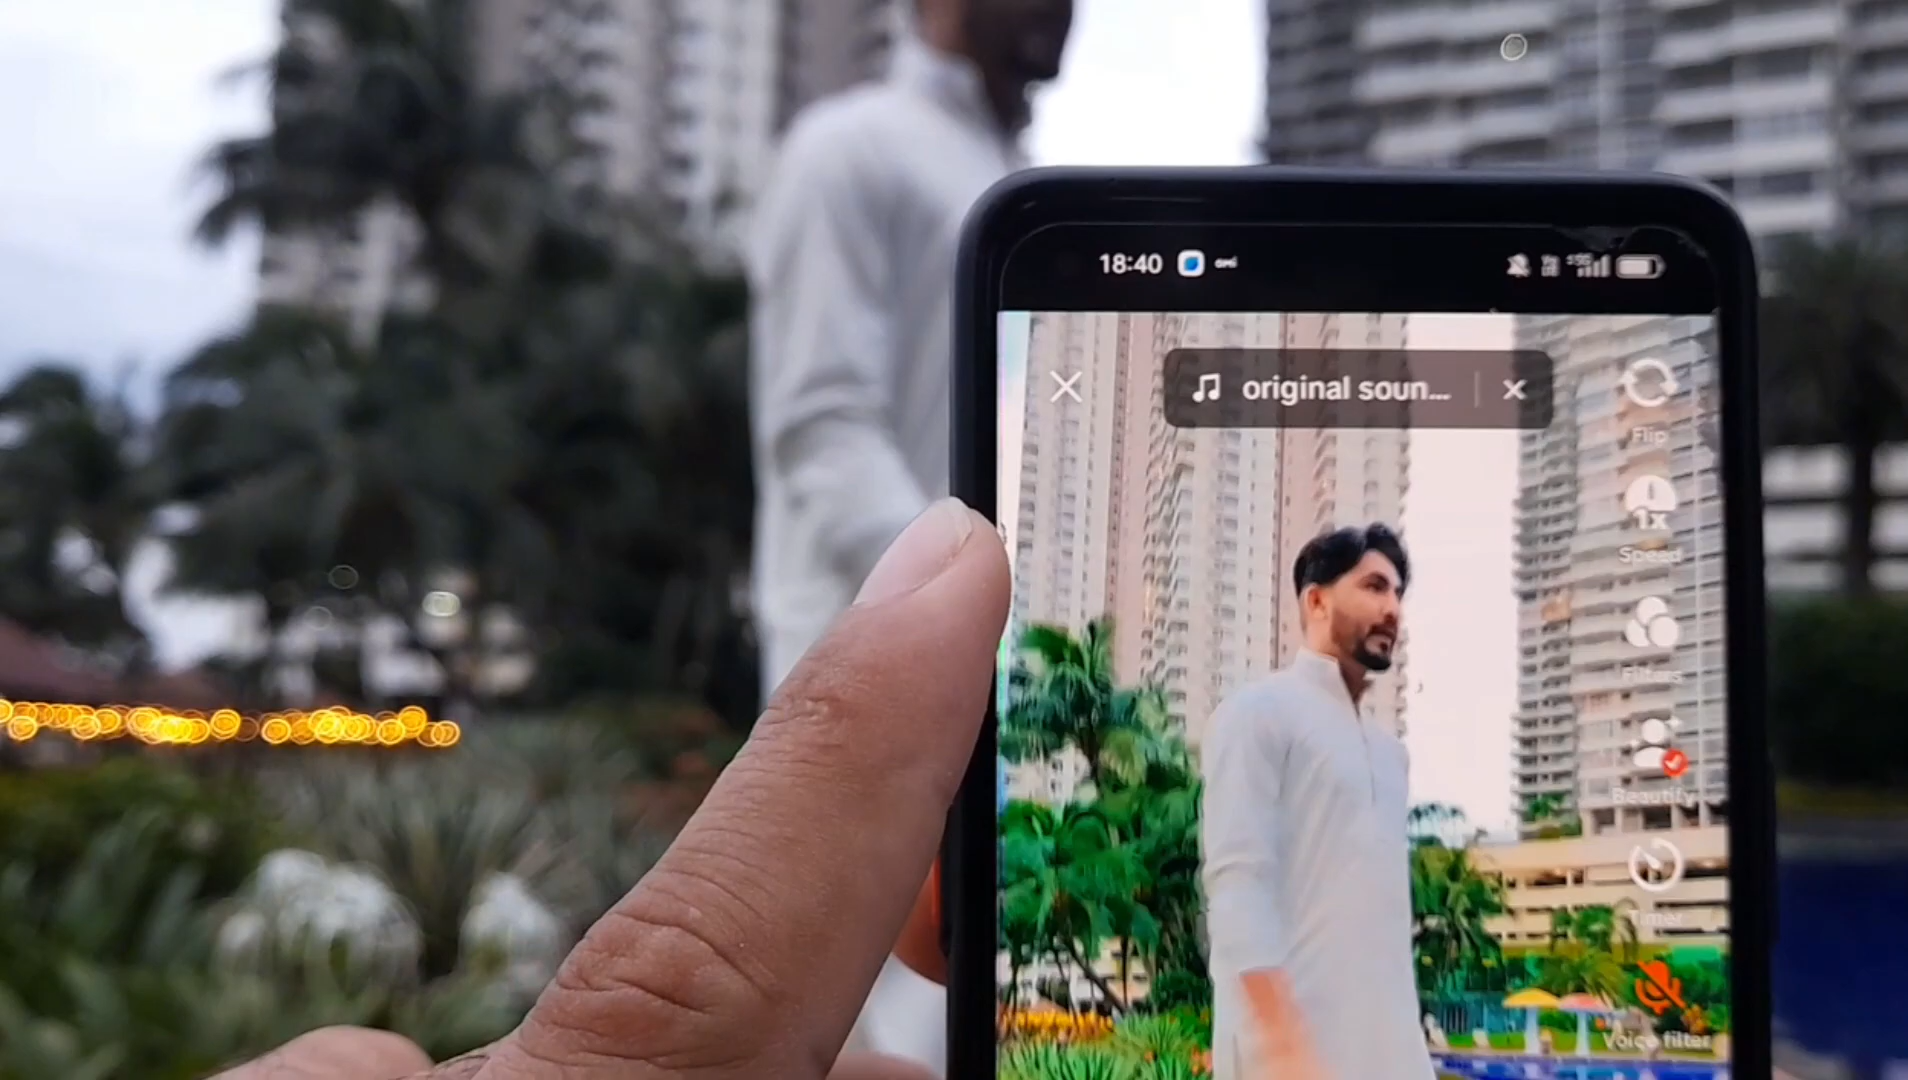 18:40
original soun...
Flip
1x
Speed
Filters
Beautify
Timer
Voice filter